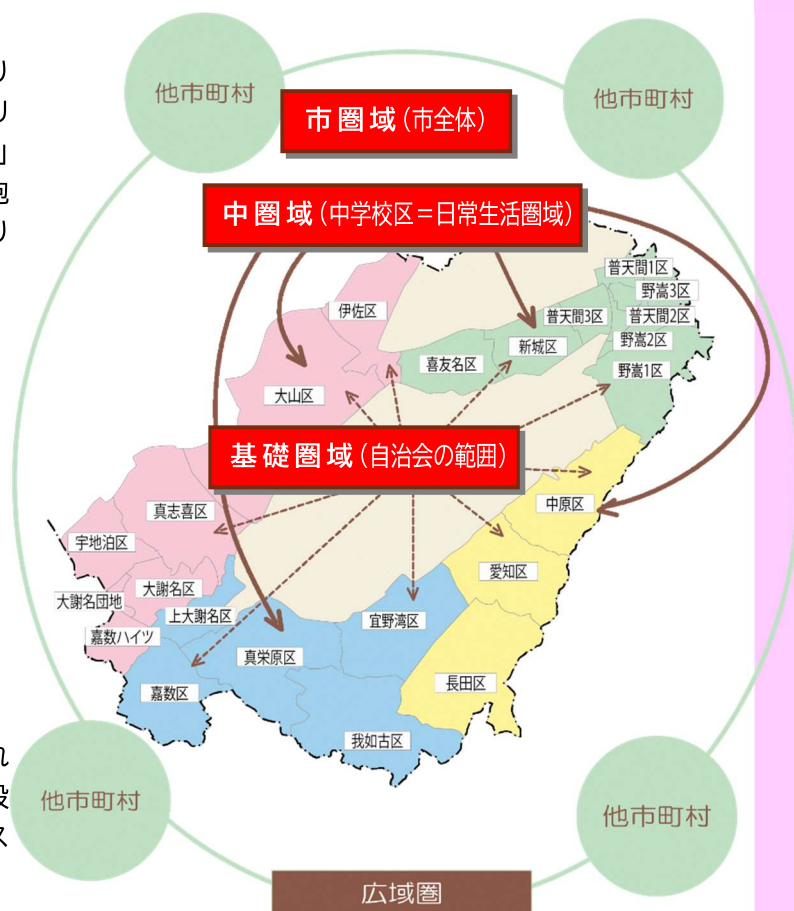 り
リ
」
抱
り
他市町村
他市町村
市圏域(市全体)
中圏域(中学校区=日常生活圏域)
普天間1区
野嵩3区
伊佐区
普天間3区
普天間2区
喜友名区
新城区
野嵩2区
野嵩1区
大山区
基礎圏域(自治会の範囲)
真志喜区
中原区
宇地泊区
愛知区
大謝名区
大謝名団地
上大謝名区
宜野湾区
嘉数ハイツ
真栄原区
長田区
嘉数区
我如古区
れ
ス
他市町村
他市町村
広域圏